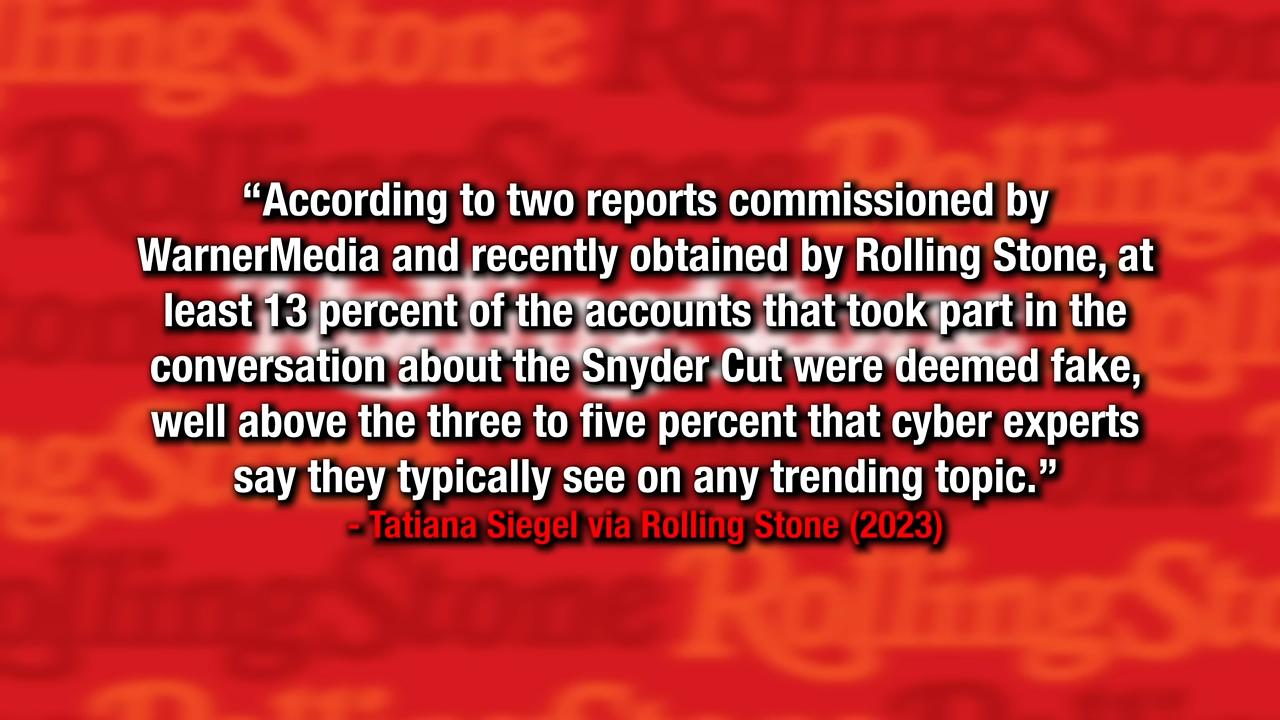 “According to two reports commissioned by
WarnerMedia and recently obtained by Rolling Stone, at
least 13 percent of the accounts that took part in the
conversation about the Snyder Cut were deemed fake,
well above the three to five percent that cyber experts
say they typically see on any trending topic.”
- Tatiana Siegel via Rolling Stone (2023)